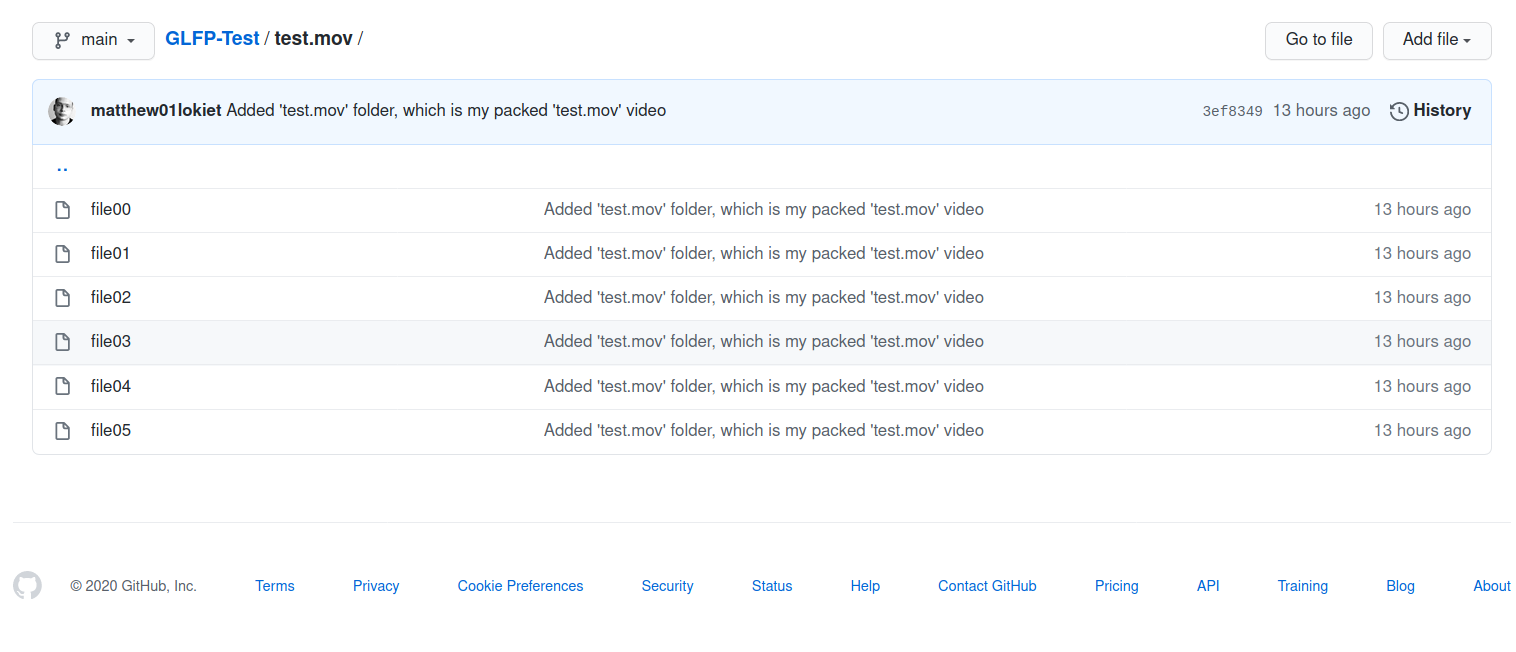 main GLFP-Test / test.mov / Go to file Add file
matthew01lokiet Added 'test.mov' folder, which is my packed 'test.mov' video 3ef8349 13 hours ago History
..
file00 Added 'test.mov' folder, which is my packed 'test.mov' video 13 hours ago
file01 Added 'test.mov' folder, which is my packed 'test.mov' video 13 hours ago
file02 Added 'test.mov' folder, which is my packed 'test.mov' video 13 hours ago
file03 Added 'test.mov' folder, which is my packed 'test.mov' video 13 hours ago
file04 Added 'test.mov' folder, which is my packed 'test.mov' video 13 hours ago
file05 Added 'test.mov' folder, which is my packed 'test.mov' video 13 hours ago
© 2020 GitHub, Inc. Terms Privacy Cookie Preferences Security Status Help Contact GitHub Pricing API Training Blog About